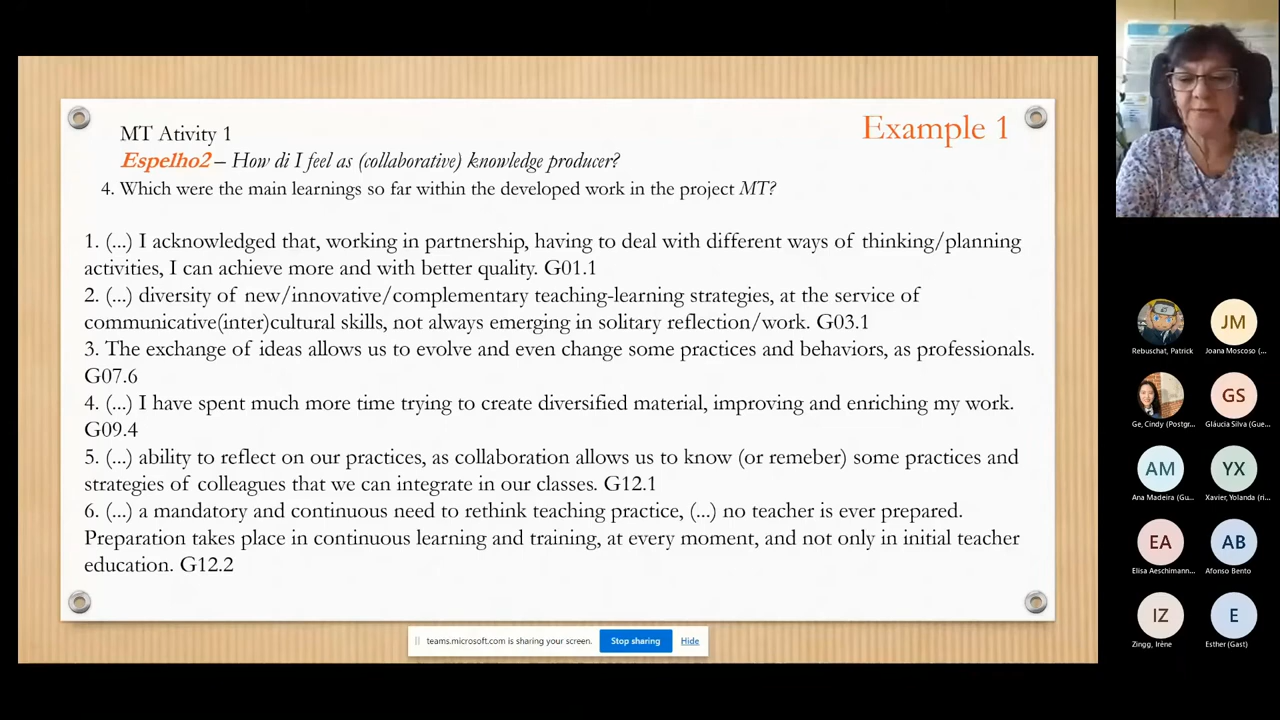 Example 1
MT Ativity 1
Espelho2 – How di I feel as (collaborative) knowledge producer?
4. Which were the main learnings so far within the developed work in the project MT?
1. (...) I acknowledged that, working in partnership, having to deal with different ways of thinking/planning
activities, I can achieve more and with better quality. G01.1
2. (...) diversity of new/innovative/complementary teaching-learning strategies, at the service of
communicative(inter)cultural skills, not always emerging in solitary reflection/work. G03.1
3. The exchange of ideas allows us to evolve and even change some practices and behaviors, as professionals.
G07.6
4. (...) I have spent much more time trying to create diversified material, improving and enriching my work.
G09.4
5. (...) ability to reflect on our practices, as collaboration allows us to know (or remeber) some practices and
strategies of colleagues that we can integrate in our classes. G12.1
6. (...) a mandatory and continuous need to rethink teaching practice, (...) no teacher is ever prepared.
Preparation takes place in continuous learning and training, at every moment, and not only in initial teacher
education. G12.2
teams.microsoft.com is sharing your screen. Stop sharing Hide
JM
Rebuschat, Patrick
Joana Moscoso (...
GS
Ge, Cindy (Postgr...
Gláucia Silva (Gue...
AM
YX
Ana Madeira (Gu...
Xavier, Yolanda (ri...
EA
AB
Elisa Aeschimann...
Afonso Bento
IZ
E
Zingg, Irène
Esther (Gast)